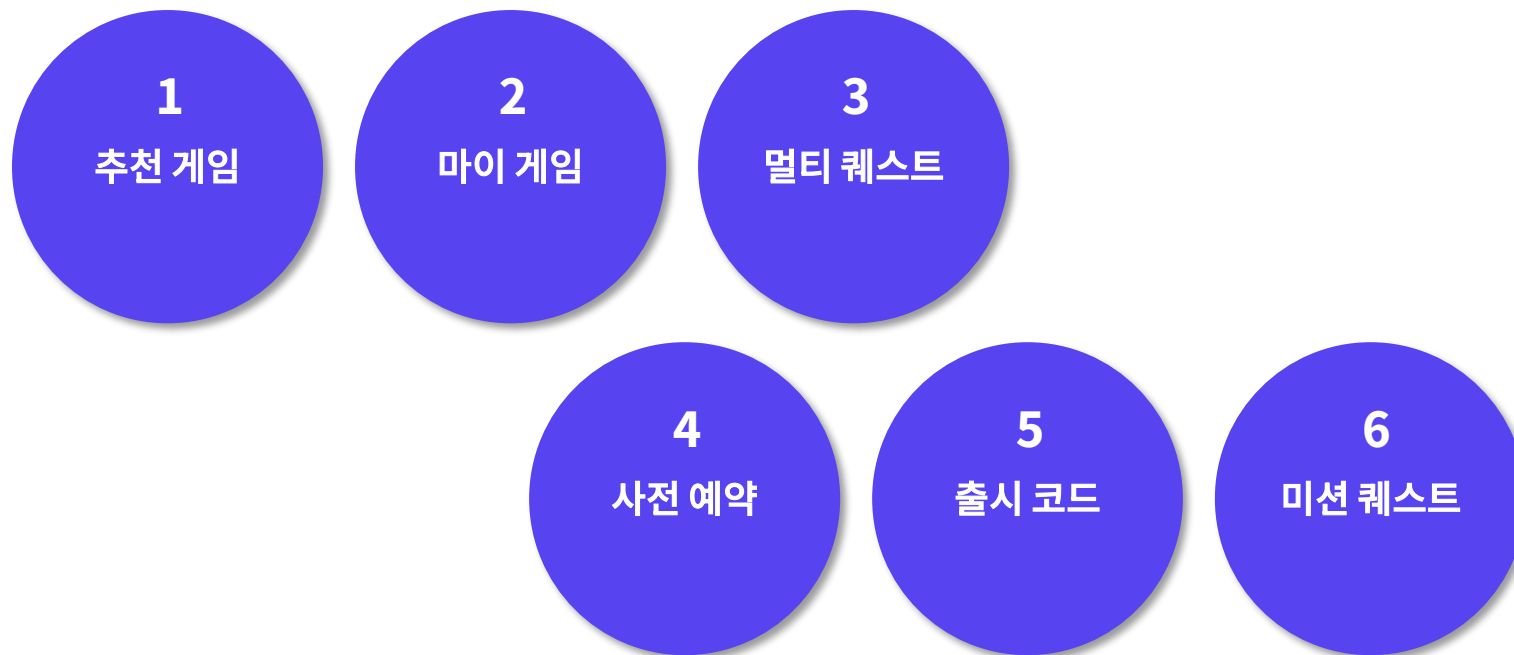 1
추천 게임
2
마이 게임
3
멀티 퀘스트
4
사전 예약
5
출시 코드
6
미션 퀘스트